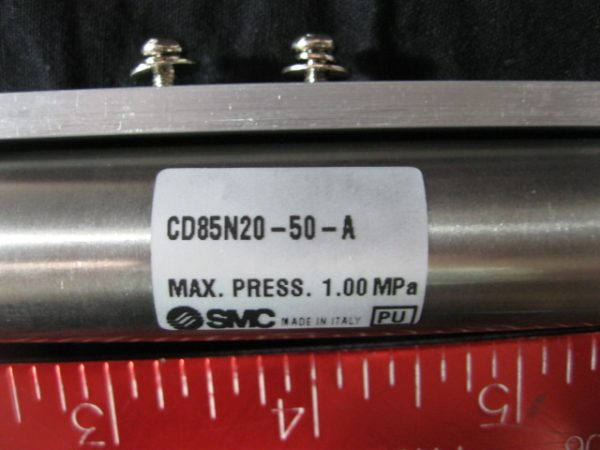 CD85N20-50-A
MAX. PRESS. 1.00 MPa
SMC MADE IN ITALY PU
3 4 5